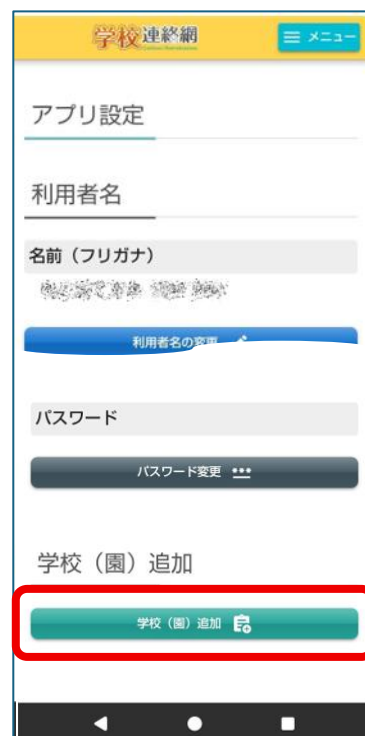 学校連絡網
メニュー
アプリ設定
利用者名
名前（フリガナ）
利用者名の変更
パスワード
パスワード変更
学校（園）追加
学校（園）追加